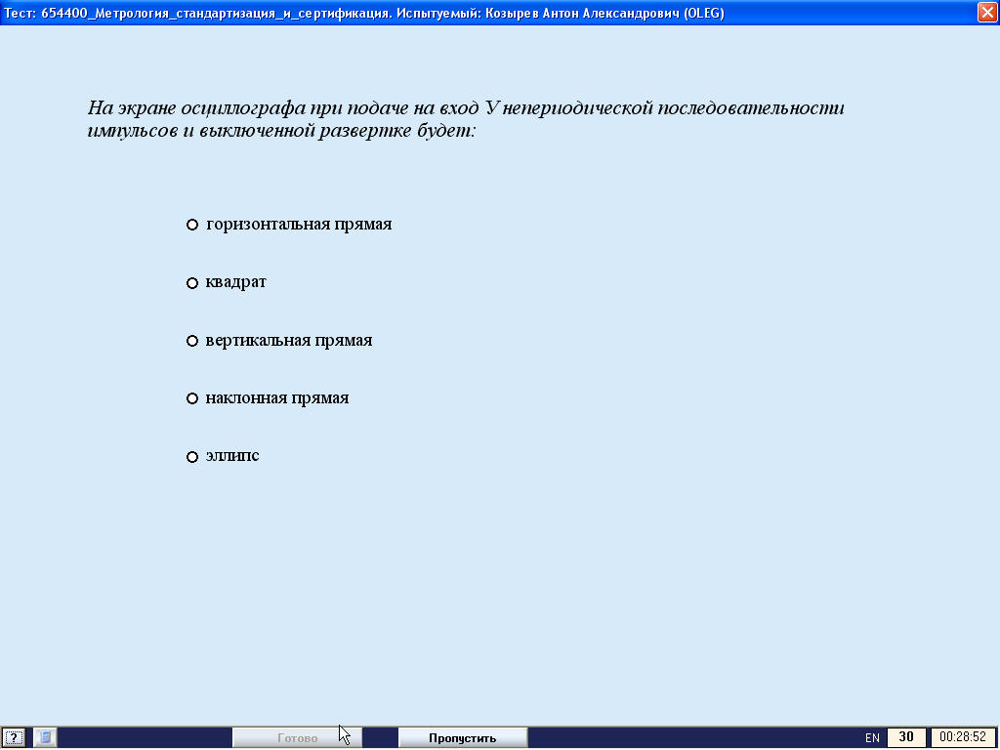 Тест: 654400_Метрология_стандартизация_и_сертификация. Испытуемый: Козырев Антон Александрович (OLEG)
На экране осциллографа при подаче на вход У непериодической последовательности
импульсов и выключенной развертке будет:
горизонтальная прямая
квадрат
вертикальная прямая
наклонная прямая
эллипс
? Готово Пропустить EN 30 00:28:52